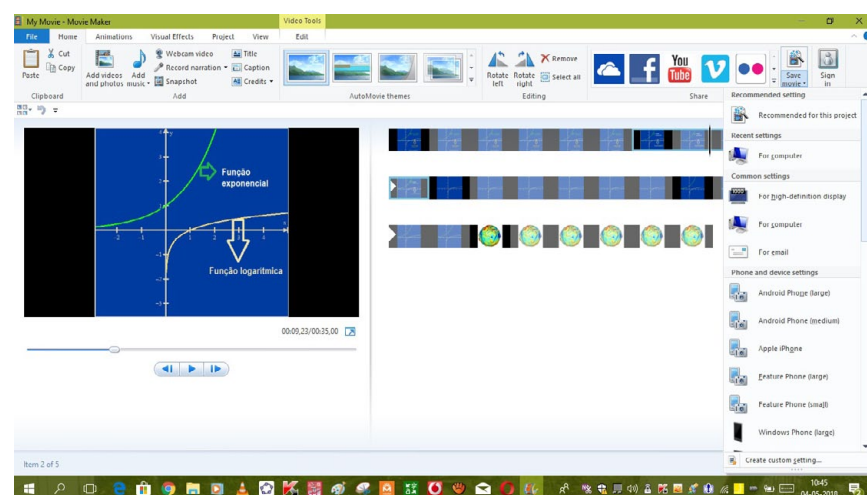 My Movie - Movie Maker
Video Tools
File Home Animations Visual Effects Project View Edit
Paste
Cut
Copy
Clipboard
Add videos and photos
Add music
Webcam video
Record narration
Snapshot
Title
Caption
Credits
Add
AutoMovie themes
Rotate left
Rotate right
Remove
Select all
Editing
You
Tube
Share
Save movie
Sign in
Recommended setting
Recommended for this project
Recent settings
For computer
Common settings
For high-definition display
For computer
For email
Phone and device settings
Android Phone (large)
Android Phone (medium)
Apple iPhone
Feature Phone (large)
Feature Phone (small)
Windows Phone (large)
Create custom setting...
Função
exponencial
Função logaritmica
00:09,23/00:35,00
Item 2 of 5
10:45
04-05-2018